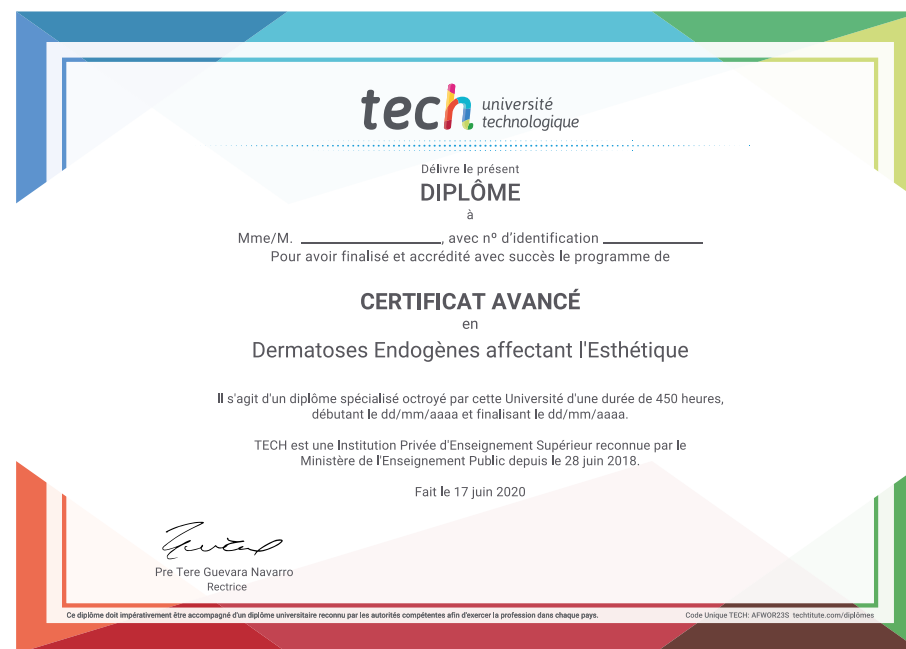 tech université
technologique
Délivre le présent
DIPLÔME
à
Mme/M. ____________________, avec nº d'identification ______________
Pour avoir finalisé et accrédité avec succès le programme de
CERTIFICAT AVANCÉ
en
Dermatoses Endogènes affectant l'Esthétique
Il s'agit d'un diplôme spécialisé octroyé par cette Université d'une durée de 450 heures,
débutant le dd/mm/aaaa et finalisant le dd/mm/aaaa.
TECH est une Institution Privée d'Enseignement Supérieur reconnue par le
Ministère de l'Enseignement Public depuis le 28 juin 2018.
Fait le 17 juin 2020
Pre Tere Guevara Navarro
Rectrice
Ce diplôme doit impérativement être accompagné d'un diplôme universitaire reconnu par les autorités compétentes afin d'exercer la profession dans chaque pays.
Code Unique TECH: AFWOR23S techtitute.com/diplômes